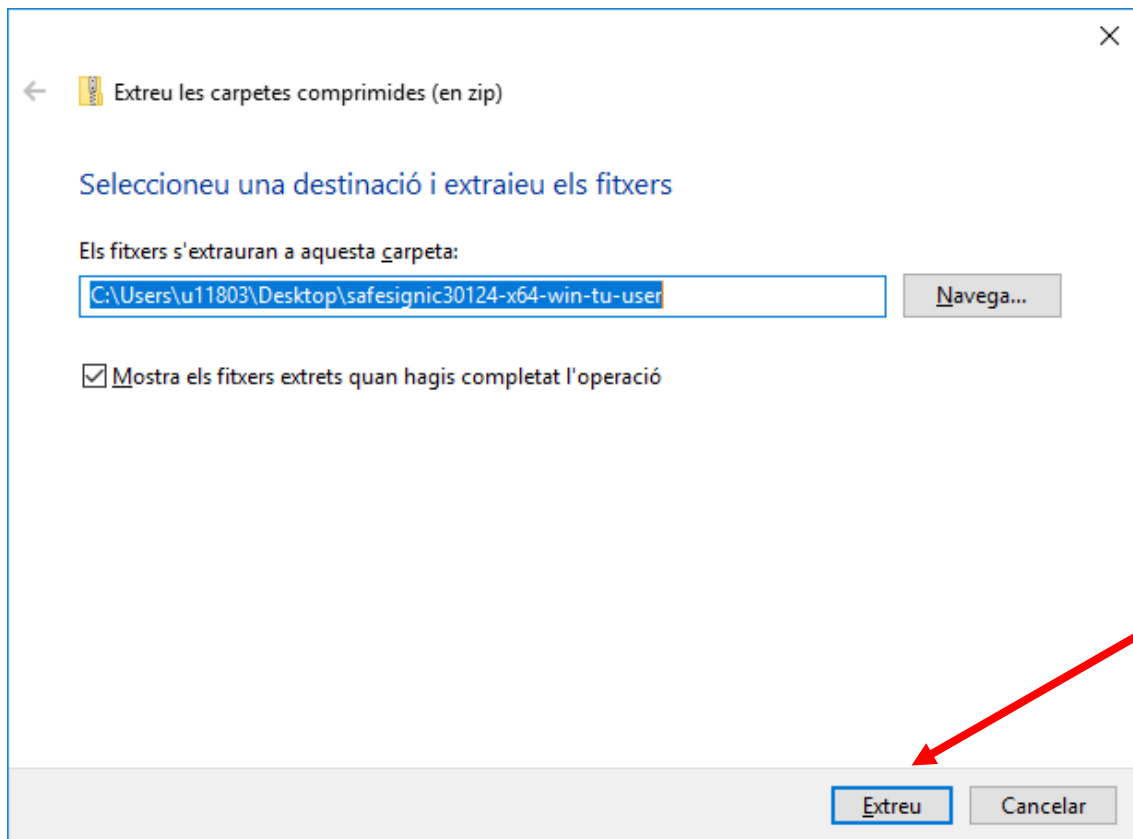 Extreu les carpetes comprimides (en zip)
Seleccioneu una destinació i extraieu els fitxers
Els fitxers s'extrauran a aquesta carpeta:
C:\Users\u11803\Desktop\safesignic30124-x64-win-tu-user
Navega...
Mostra els fitxers extrets quan hagis completat l'operació
Extreu
Cancelar